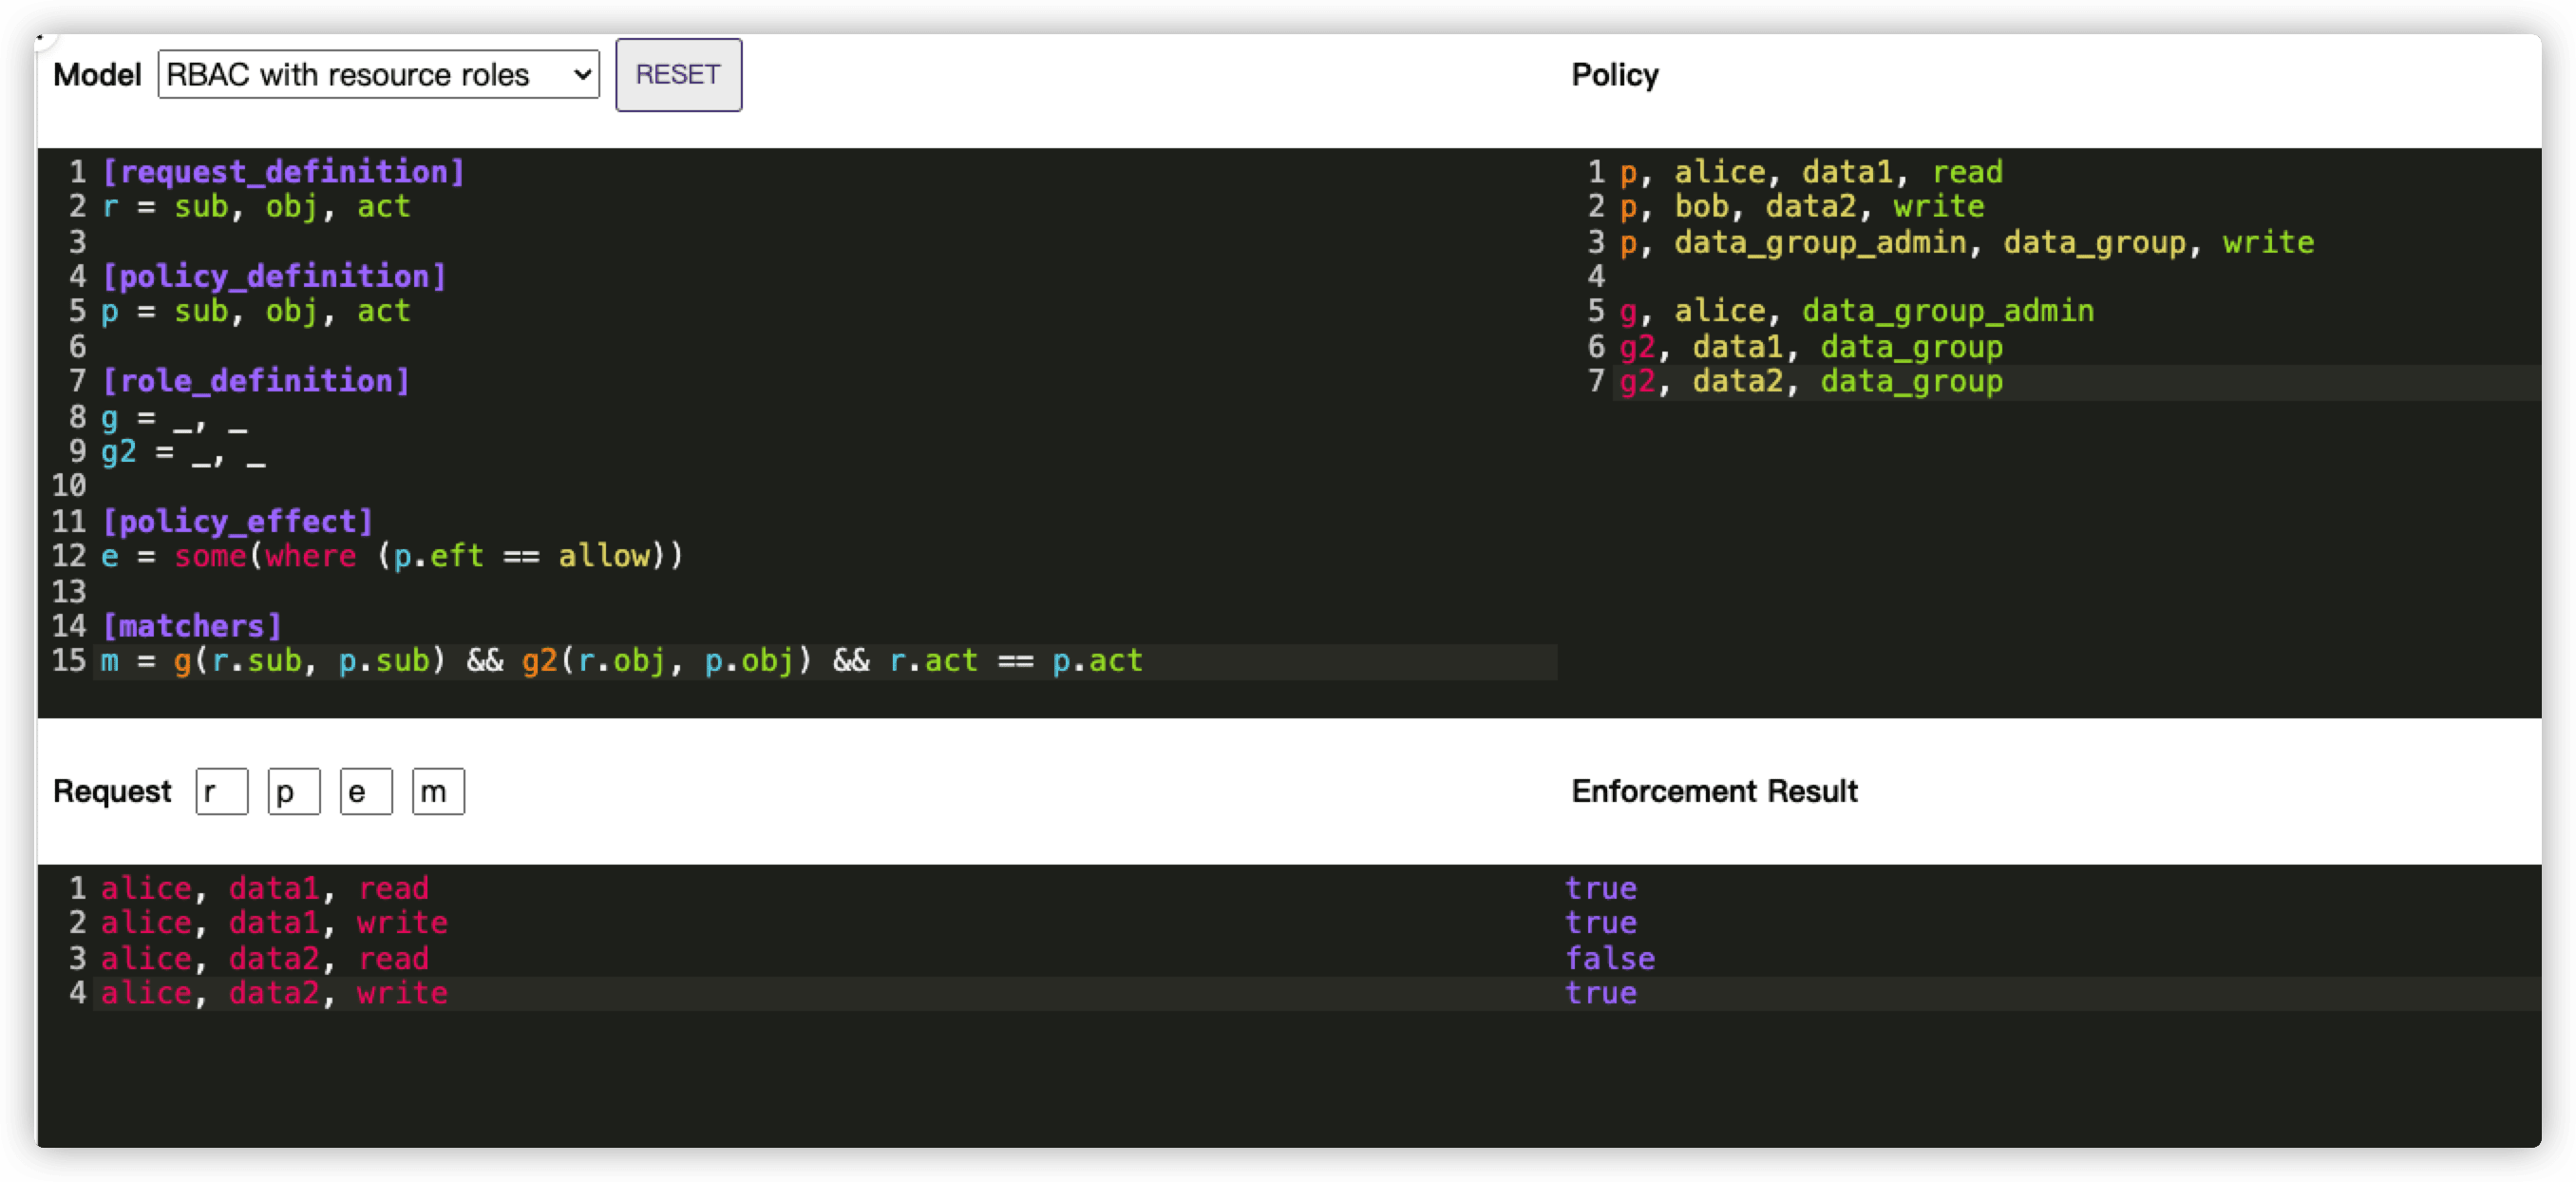 Model RBAC with resource roles RESET
Policy
1 [request_definition]
2 r = sub, obj, act
3
4 [policy_definition]
5 p = sub, obj, act
6
7 [role_definition]
8 g = _, _
9 g2 = _, _
10
11 [policy_effect]
12 e = some(where (p.eft == allow))
13
14 [matchers]
15 m = g(r.sub, p.sub) && g2(r.obj, p.obj) && r.act == p.act
1 p, alice, data1, read
2 p, bob, data2, write
3 p, data_group_admin, data_group, write
4
5 g, alice, data_group_admin
6 g2, data1, data_group
7 g2, data2, data_group
Request r p e m
Enforcement Result
1 alice, data1, read
2 alice, data1, write
3 alice, data2, read
4 alice, data2, write
true
true
false
true